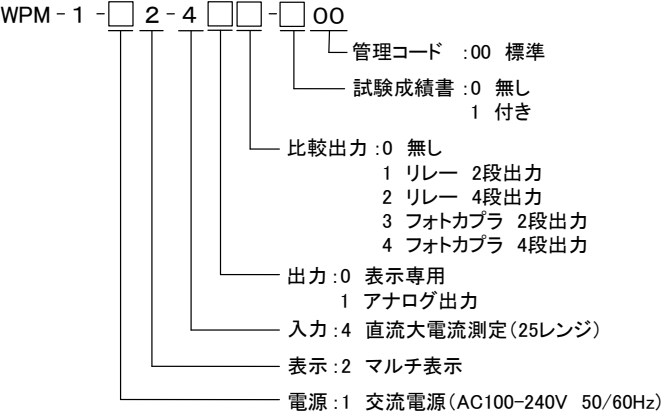 WPM-1-□2-4□□-□00
管理コード :00 標準
試験成績書:0 無し
1 付き
比較出力:0 無し
1 リレー 2段出力
2 リレー 4段出力
3 フォトカプラ 2段出力
4 フォトカプラ 4段出力
出力:0 表示専用
1 アナログ出力
入力:4 直流大電流測定(25レンジ)
表示:2 マルチ表示
電源:1 交流電源(AC100-240V 50/60Hz)